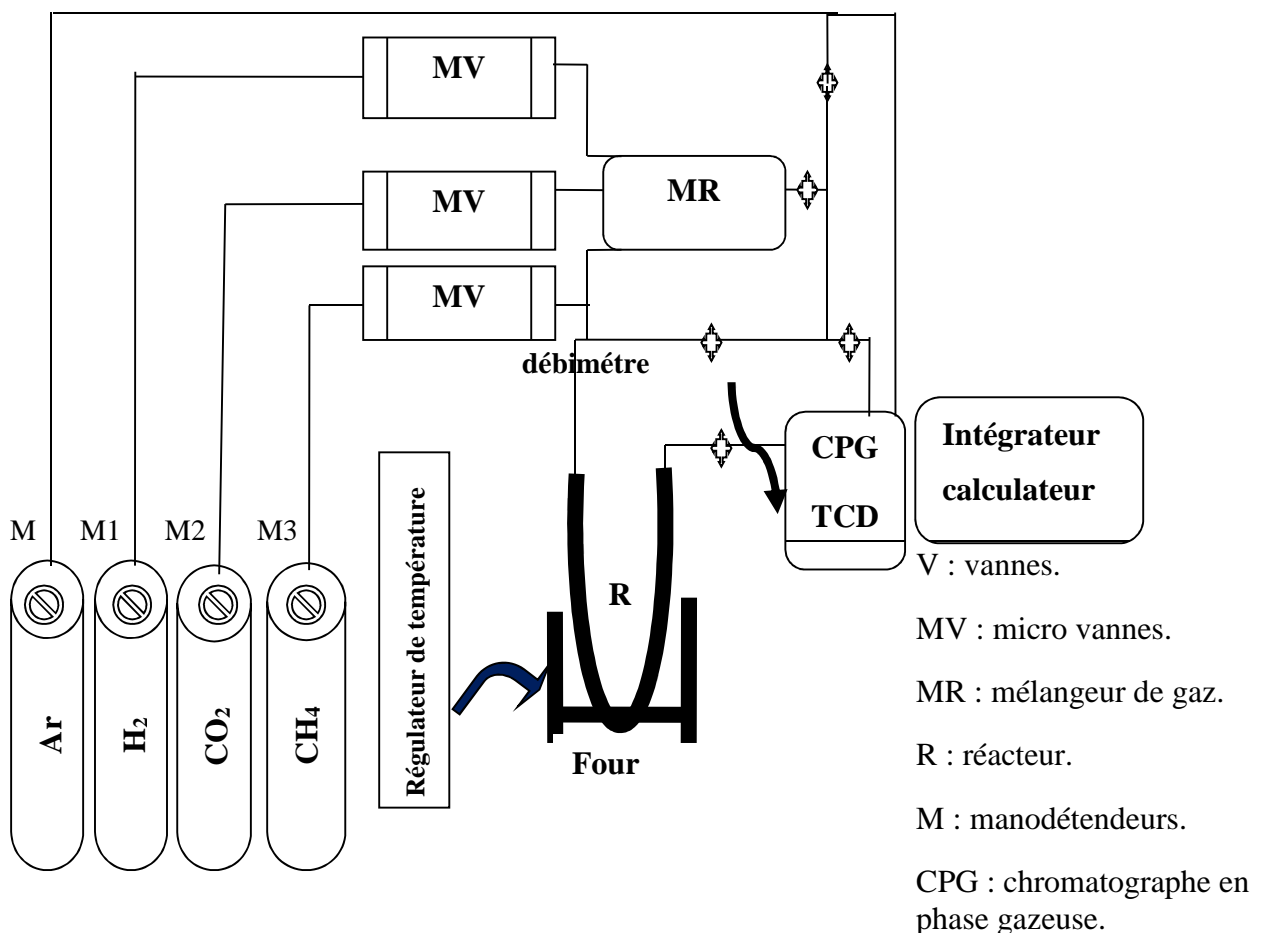 MV
MV
MR
MV
débimétre
CPG
TCD
Intégrateur
calculateur
M M1 M2 M3
Régulateur de température
R
Ar
H₂
CO₂
CH₄
Four
V : vannes.
MV : micro vannes.
MR : mélangeur de gaz.
R : réacteur.
M : manodétendeurs.
CPG : chromatographe en
phase gazeuse.